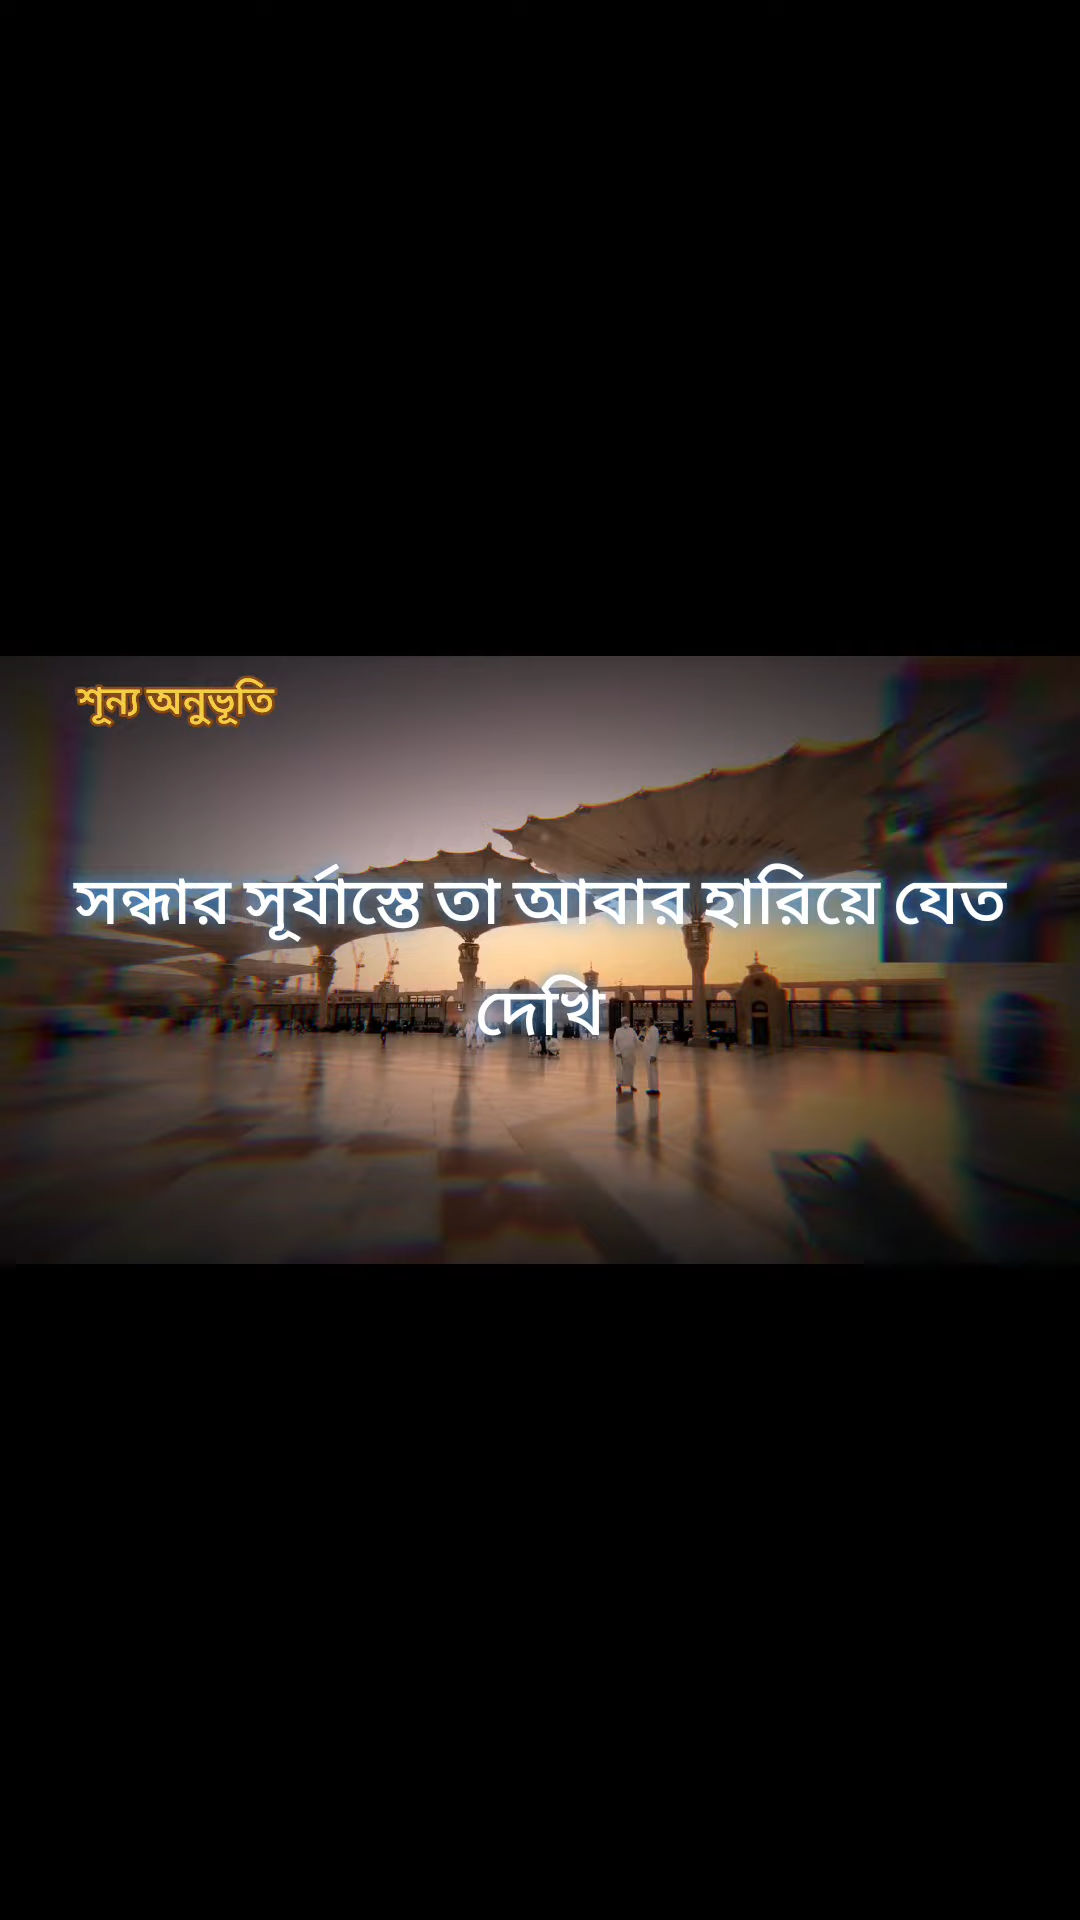 শূন্য অনুভূতি
সন্ধার সূর্যাস্তে তা আবার হারিয়ে যেত
দেখি